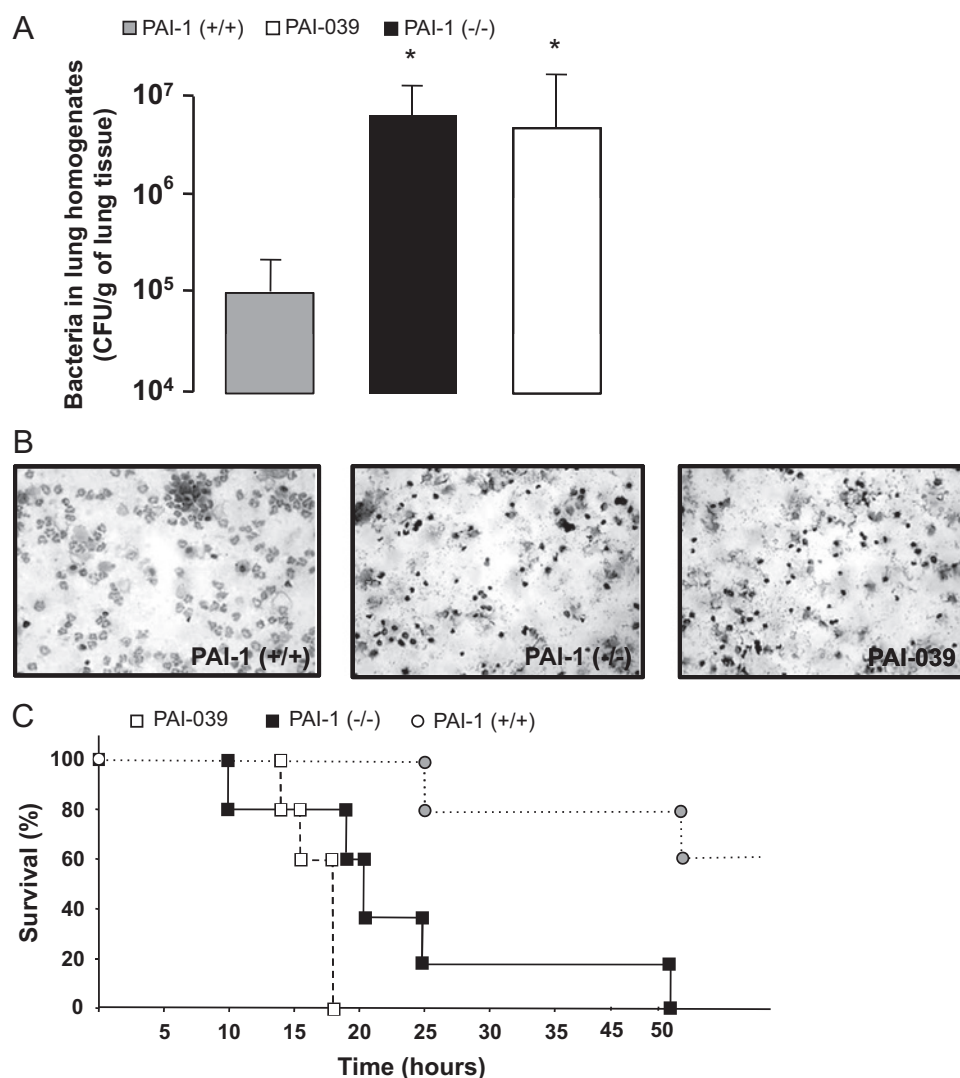 A
PAI-1 (+/+) PAI-039 PAI-1 (-/-)
Bacteria in lung homogenates
(CFU/g of lung tissue)
10⁷
10⁶
10⁵
10⁴
* *
B
PAI-1 (+/+) PAI-1 (-/-) PAI-039
C
PAI-039 PAI-1 (-/-) PAI-1 (+/+)
Survival (%)
100
80
60
40
20
0
5 10 15 20 25 30 35 45 50
Time (hours)